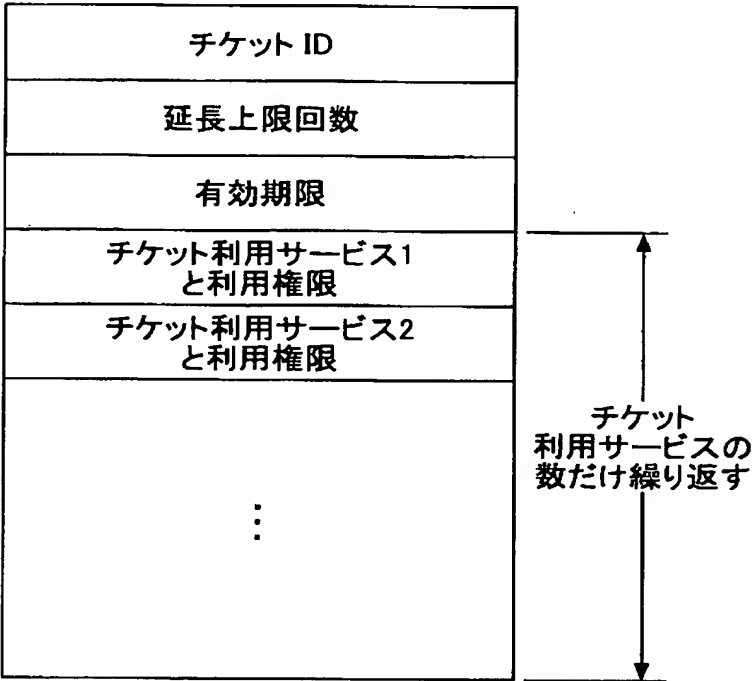 チケット ID
延長上限回数
有効期限
チケット利用サービス1
と利用権限
チケット利用サービス2
と利用権限
⋮
チケット
利用サービスの
数だけ繰り返す